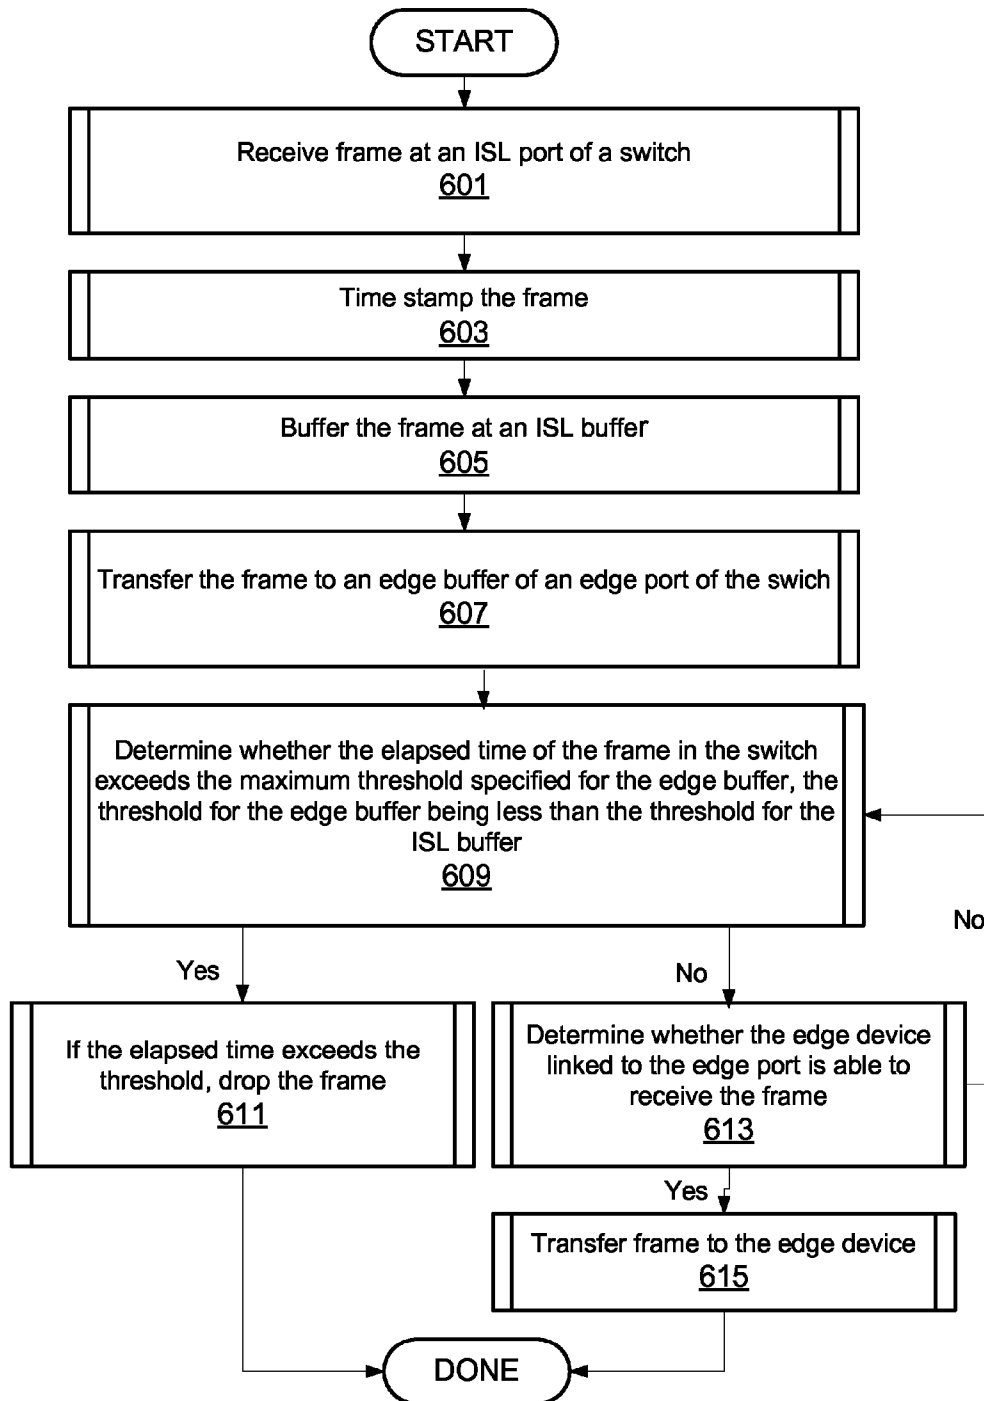 START
Receive frame at an ISL port of a switch
601
Time stamp the frame
603
Buffer the frame at an ISL buffer
605
Transfer the frame to an edge buffer of an edge port of the swich
607
Determine whether the elapsed time of the frame in the switch
exceeds the maximum threshold specified for the edge buffer, the
threshold for the edge buffer being less than the threshold for the
ISL buffer
609
No
Yes
No
If the elapsed time exceeds the
threshold, drop the frame
611
Determine whether the edge device
linked to the edge port is able to
receive the frame
613
Yes
Transfer frame to the edge device
615
DONE